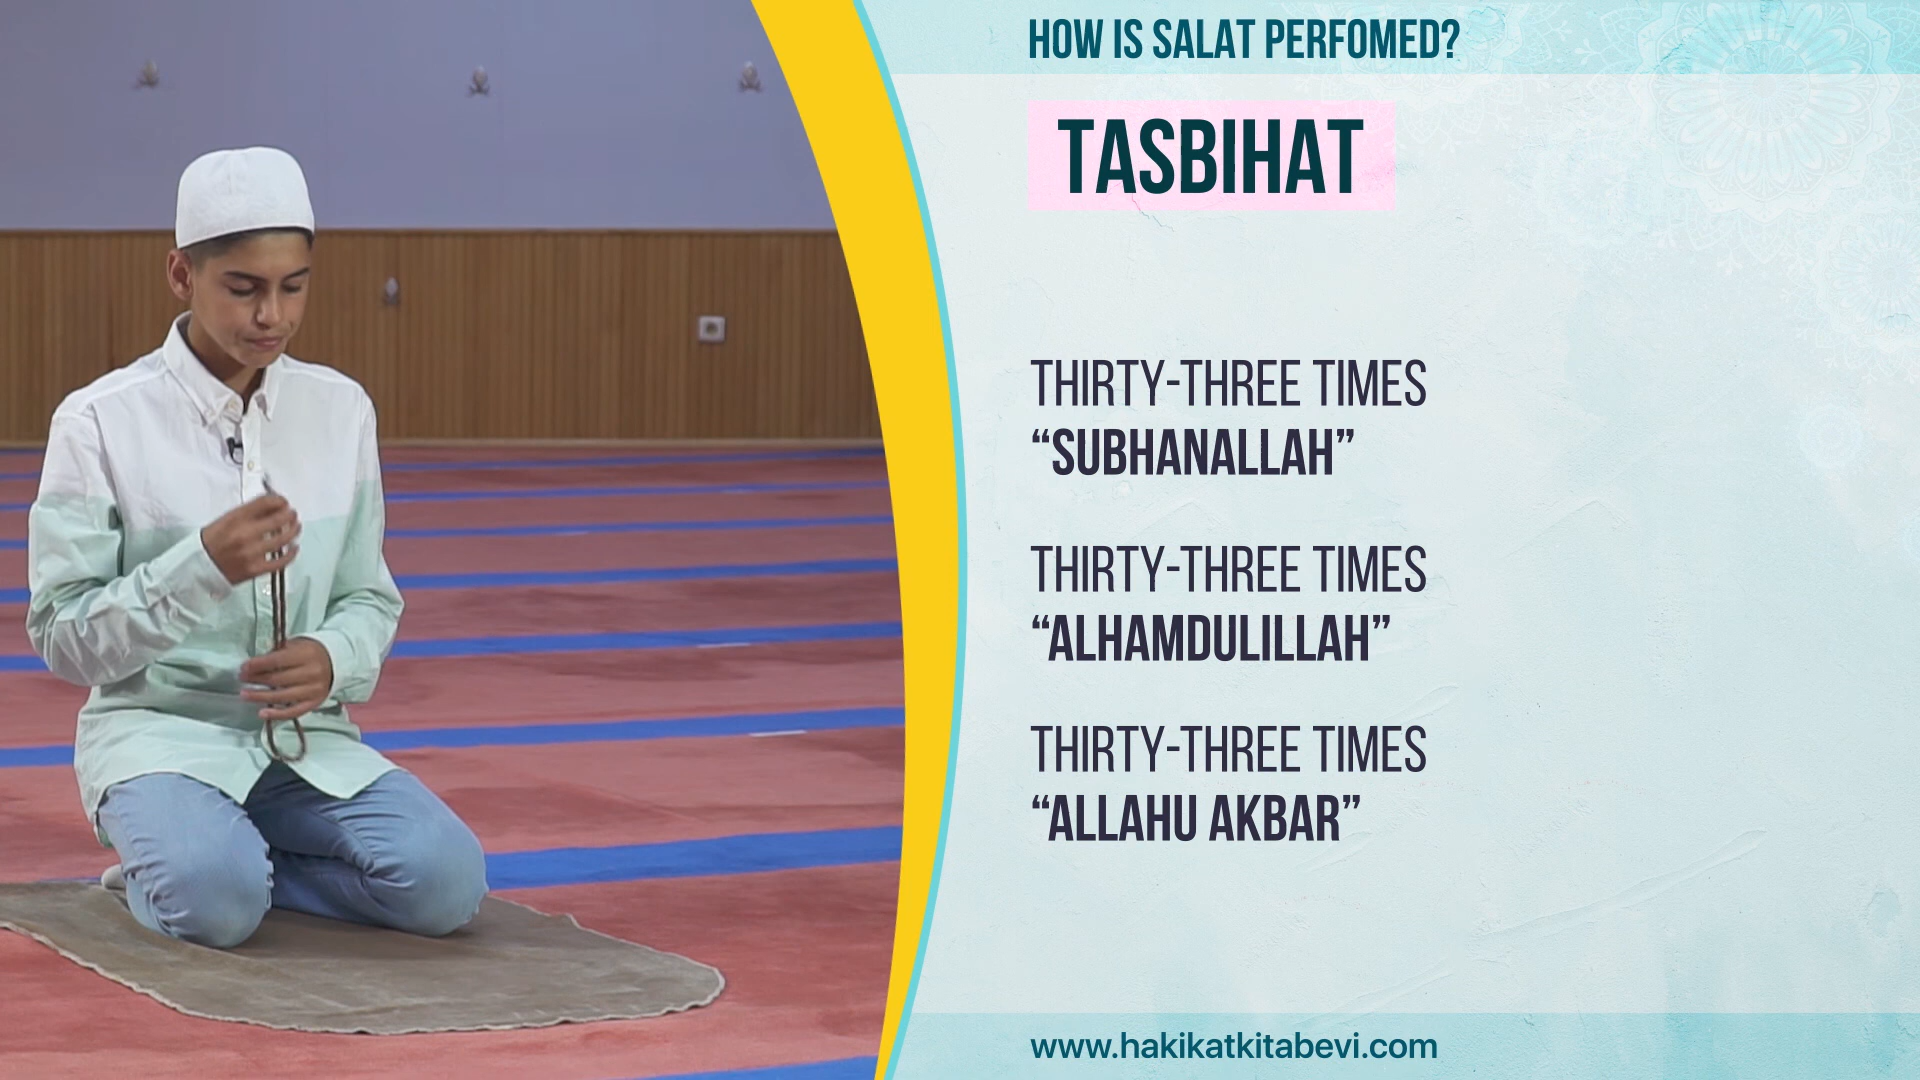 HOW IS SALAT PERFOMED?
TASBIHAT
THIRTY-THREE TIMES
“SUBHANALLAH”
THIRTY-THREE TIMES
“ALHAMDULILLAH”
THIRTY-THREE TIMES
“ALLAHU AKBAR”
www.hakikatkitabevi.com